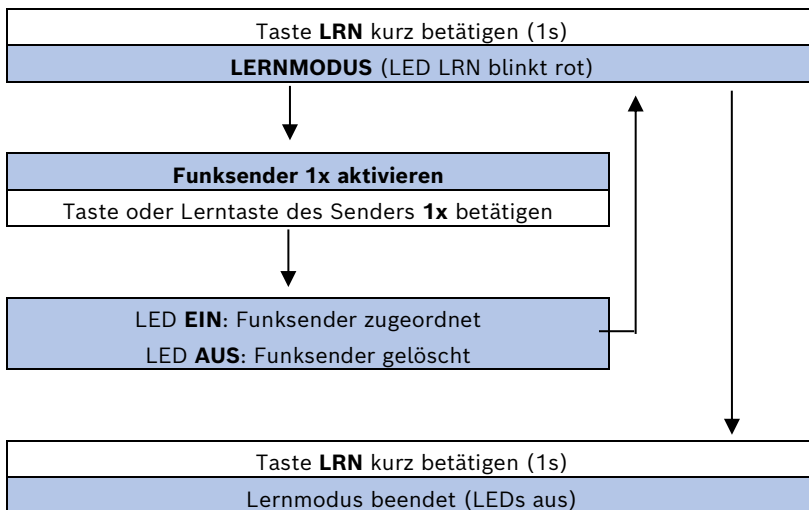 Taste LRN kurz betätigen (1s)
LERNMODUS (LED LRN blinkt rot)
Funksender 1x aktivieren
Taste oder Lerntaste des Senders 1x betätigen
LED EIN: Funksender zugeordnet
LED AUS: Funksender gelöscht
Taste LRN kurz betätigen (1s)
Lernmodus beendet (LEDs aus)